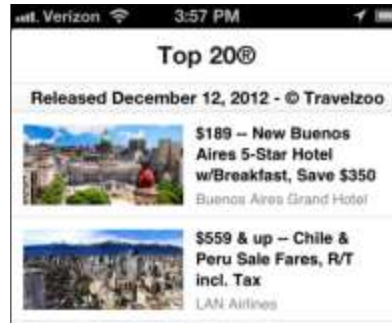 Verizon 3:57 PM
Top 20®
Released December 12, 2012 - © Travelzoo
$189 -- New Buenos
Aires 5-Star Hotel
w/Breakfast, Save $350
Buenos Aires Grand Hotel
$559 & up -- Chile &
Peru Sale Fares, R/T
incl. Tax
LAN Airlines